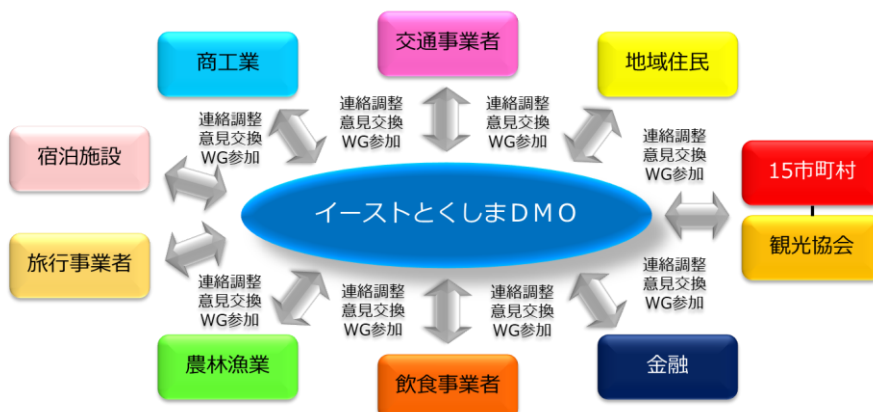 交通事業者
商工業
地域住民
連絡調整
意見交換
WG参加
連絡調整
意見交換
WG参加
連絡調整
意見交換
WG参加
連絡調整
意見交換
WG参加
宿泊施設
15市町村
イーストとくしまDMO
旅行事業者
観光協会
連絡調整
意見交換
WG参加
連絡調整
意見交換
WG参加
連絡調整
意見交換
WG参加
連絡調整
意見交換
WG参加
農林漁業
飲食事業者
金融